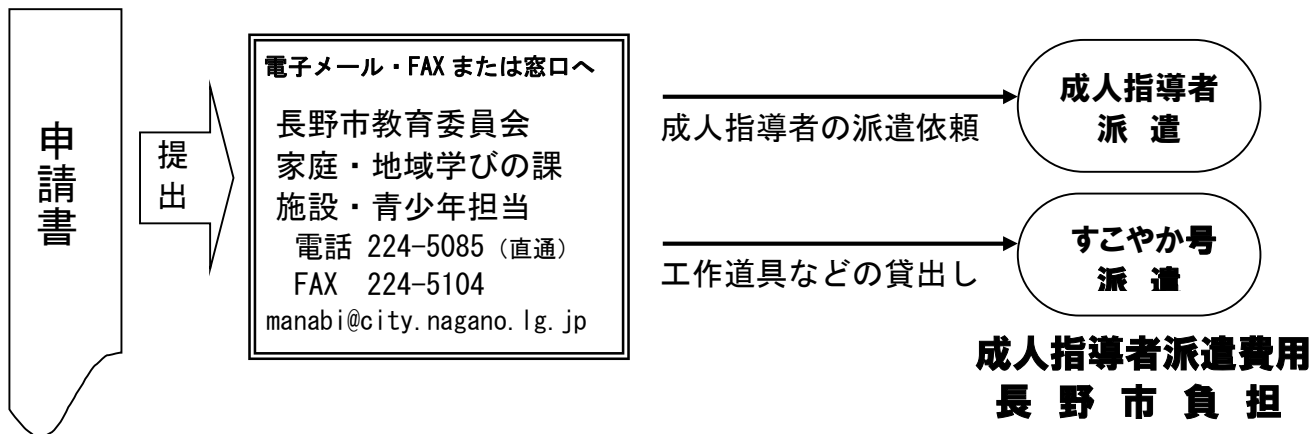 申請書
提出
電子メール・FAX または窓口へ
長野市教育委員会
家庭・地域学びの課
施設・青少年担当
電話 224-5085（直通）
FAX 224-5104
manabi@city.nagano.lg.jp
成人指導者の派遣依頼
成人指導者
派 遣
工作道具などの貸出し
すこやか号
派 遣
成人指導者派遣費用
長 野 市 負 担